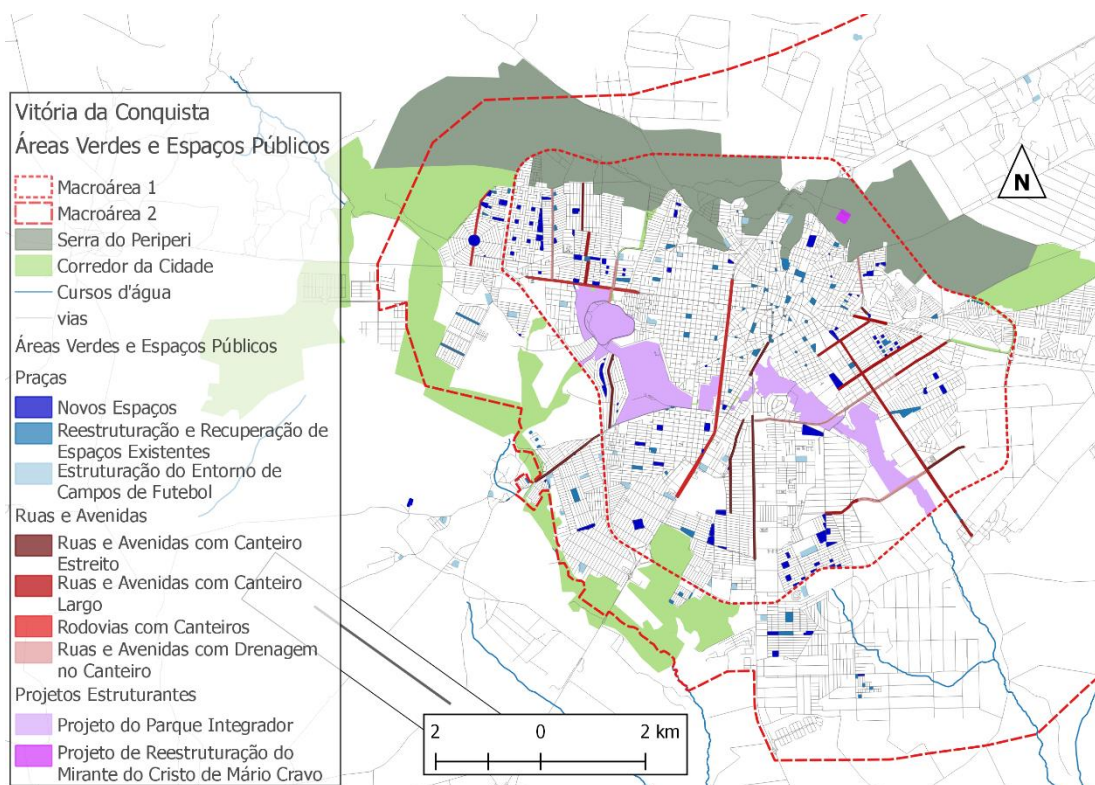 Vitória da Conquista
Áreas Verdes e Espaços Públicos
Macroárea 1
Macroárea 2
Serra do Periperi
Corredor da Cidade
Cursos d'água
vias
Áreas Verdes e Espaços Públicos
Praças
Novos Espaços
Reestruturação e Recuperação de
Espaços Existentes
Estruturação do Entorno de
Campos de Futebol
Ruas e Avenidas
Ruas e Avenidas com Canteiro
Estreito
Ruas e Avenidas com Canteiro
Largo
Rodovias com Canteiros
Ruas e Avenidas com Drenagem
no Canteiro
Projetos Estruturantes
Projeto do Parque Integrador
Projeto de Reestruturação do
Mirante do Cristo de Mário Cravo
N
2 0 2 km